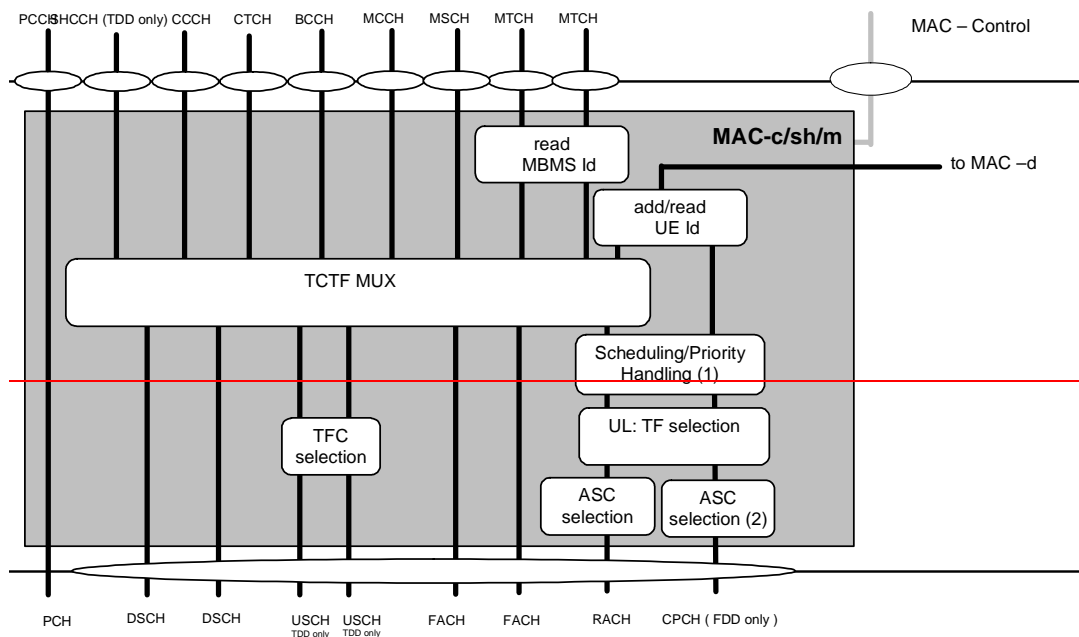 PCCH SHCCH (TDD only) CCCH CTCH BCCH MCCH MSCH MTCH MTCH
MAC – Control
MAC-c/sh/m
read
MBMS Id
to MAC –d
add/read
UE Id
TCTF MUX
Scheduling/Priority
Handling (1)
UL: TF selection
TFC
selection
ASC
selection
ASC
selection (2)
PCH DSCH DSCH USCH USCH FACH FACH RACH CPCH ( FDD only )
TDD only TDD only